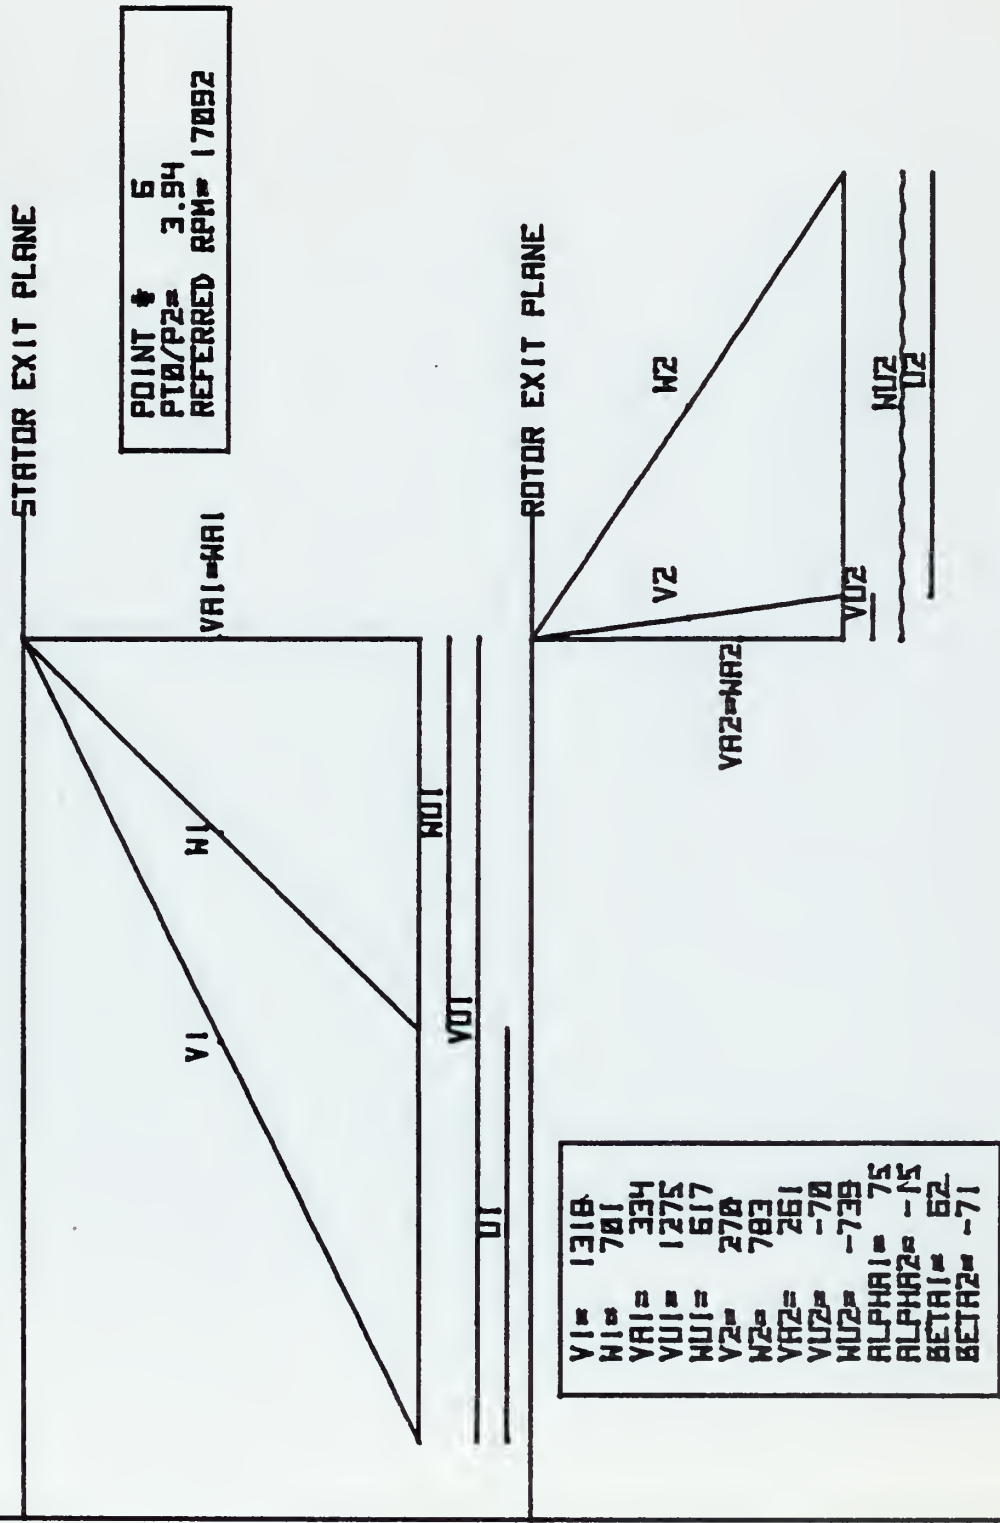 STATOR EXIT PLANE
POINT # 6
PT0/P2= 3.94
REFERRED RPM= 17092
VA1=WA1
W1
V1
WU1
VU1
U1
ROTOR EXIT PLANE
W2
V2
VA2=WA2
VU2
WU2
U2
V1= 1318
W1= 701
VA1= 334
VU1= 1275
WU1= 617
V2= 270
W2= 783
VA2= 261
VU2= -70
WU2= -739
ALPHA1= 75
ALPHA2= -15
BETA1= 62
BETA2= -71